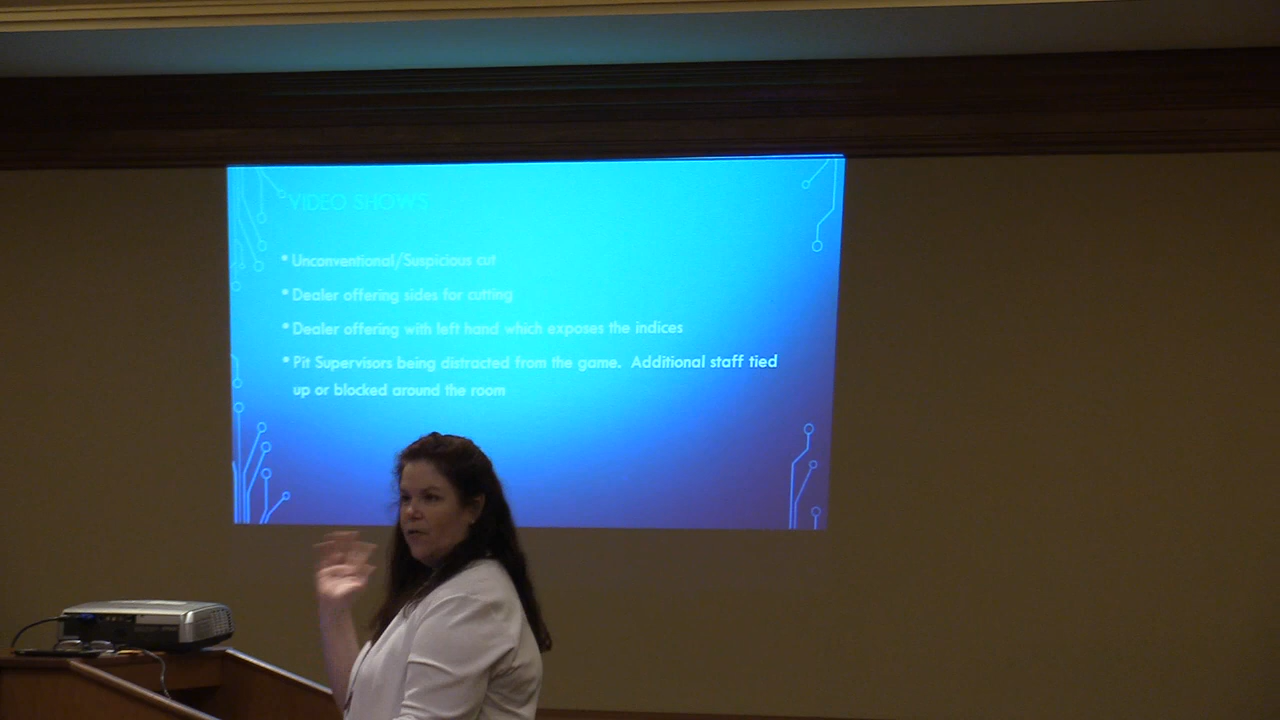 VIDEO SHOWS
• Unconventional/Suspicious cut
• Dealer offering sides for cutting
• Dealer offering with left hand which exposes the indices
• Pit Supervisors being distracted from the game. Additional staff tied
up or blocked around the room